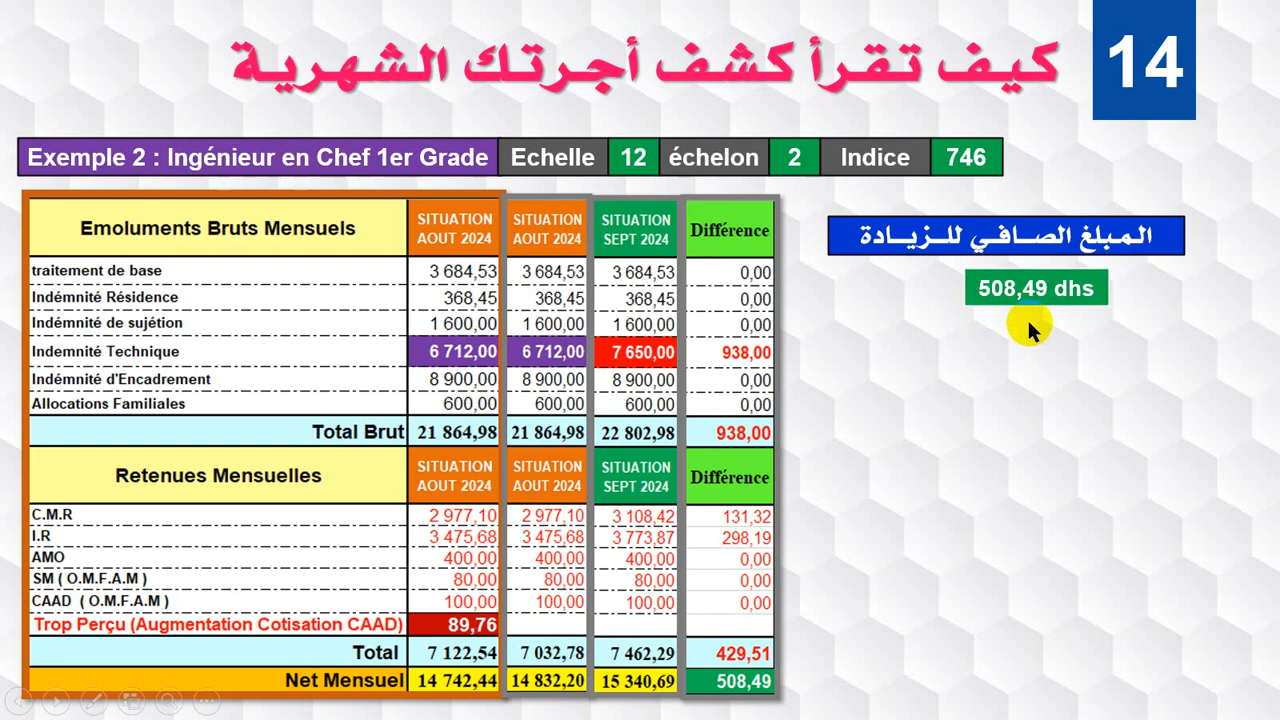 كيف تقرأ كشف أجرتك الشهرية
14
Exemple 2 : Ingénieur en Chef 1er Grade Echelle 12 échelon 2 Indice 746
Emoluments Bruts Mensuels SITUATION AOUT 2024 SITUATION AOUT 2024 SITUATION SEPT 2024 Différence
traitement de base 3 684,53 3 684,53 3 684,53 0,00
Indémnité Résidence 368,45 368,45 368,45 0,00
Indémnité de sujétion 1 600,00 1 600,00 1 600,00 0,00
Indemnité Technique 6 712,00 6 712,00 7 650,00 938,00
Indémnité d'Encadrement 8 900,00 8 900,00 8 900,00 0,00
Allocations Familiales 600,00 600,00 600,00 0,00
Total Brut 21 864,98 21 864,98 22 802,98 938,00
Retenues Mensuelles SITUATION AOUT 2024 SITUATION AOUT 2024 SITUATION SEPT 2024 Différence
C.M.R 2 977,10 2 977,10 3 108,42 131,32
I.R 3 475,68 3 475,68 3 773,87 298,19
AMO 400,00 400,00 400,00 0,00
SM ( O.M.F.A.M ) 80,00 80,00 80,00 0,00
CAAD ( O.M.F.A.M ) 100,00 100,00 100,00 0,00
Trop Perçu (Augmentation Cotisation CAAD) 89,76
Total 7 122,54 7 032,78 7 462,29 429,51
Net Mensuel 14 742,44 14 832,20 15 340,69 508,49
المبلغ الصافي للزيادة
508,49 dhs